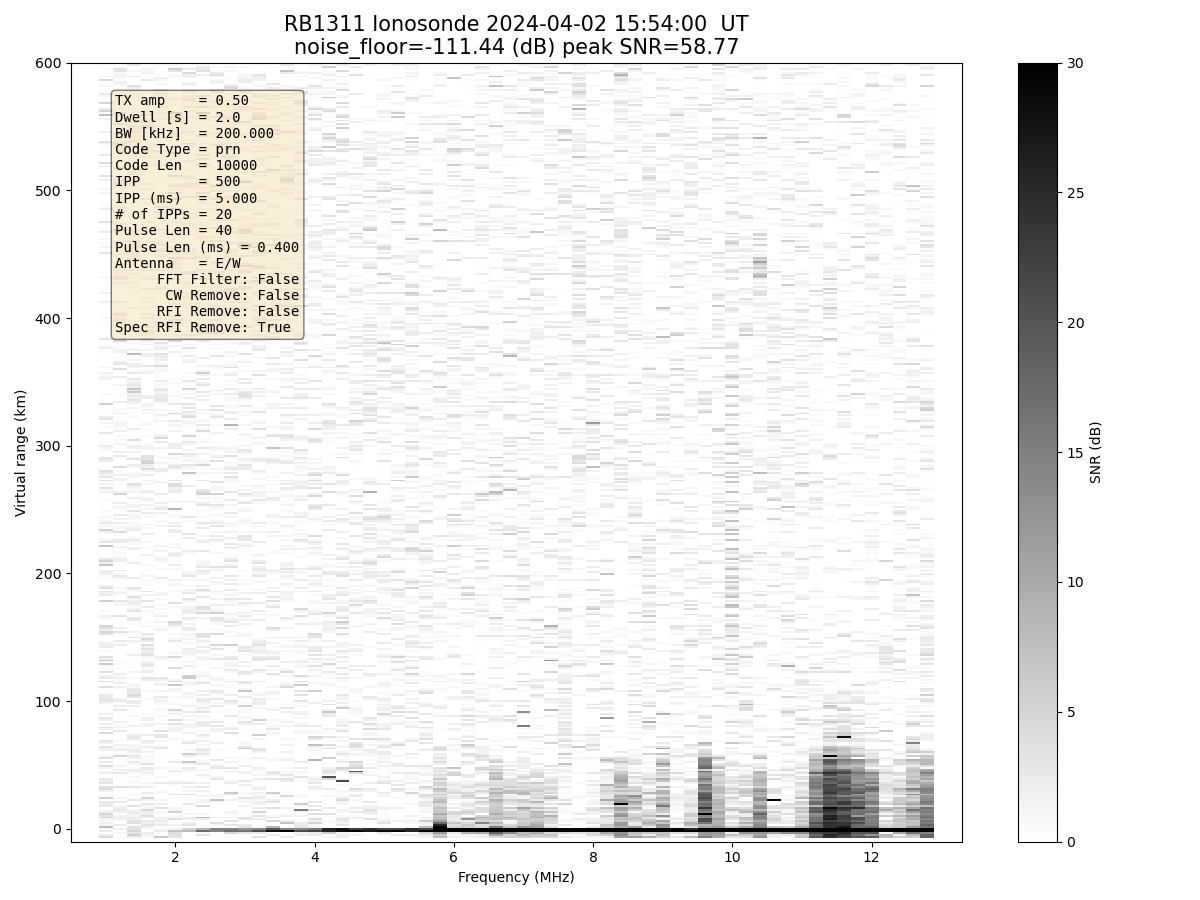 RB1311 Ionosonde 2024-04-02 15:54:00  UT
noise_floor=-111.44 (dB) peak SNR=58.77
TX amp    = 0.50
Dwell [s] = 2.0
BW [kHz]  = 200.000
Code Type = prn
Code Len  = 10000
IPP       = 500
IPP (ms)  = 5.000
# of IPPs = 20
Pulse Len = 40
Pulse Len (ms) = 0.400
Antenna   = E/W
FFT Filter: False
CW Remove: False
RFI Remove: False
Spec RFI Remove: True
Virtual range (km)
600
500
400
300
200
100
0
2
4
6
8
10
12
Frequency (MHz)
30
25
20
15
10
5
0
SNR (dB)